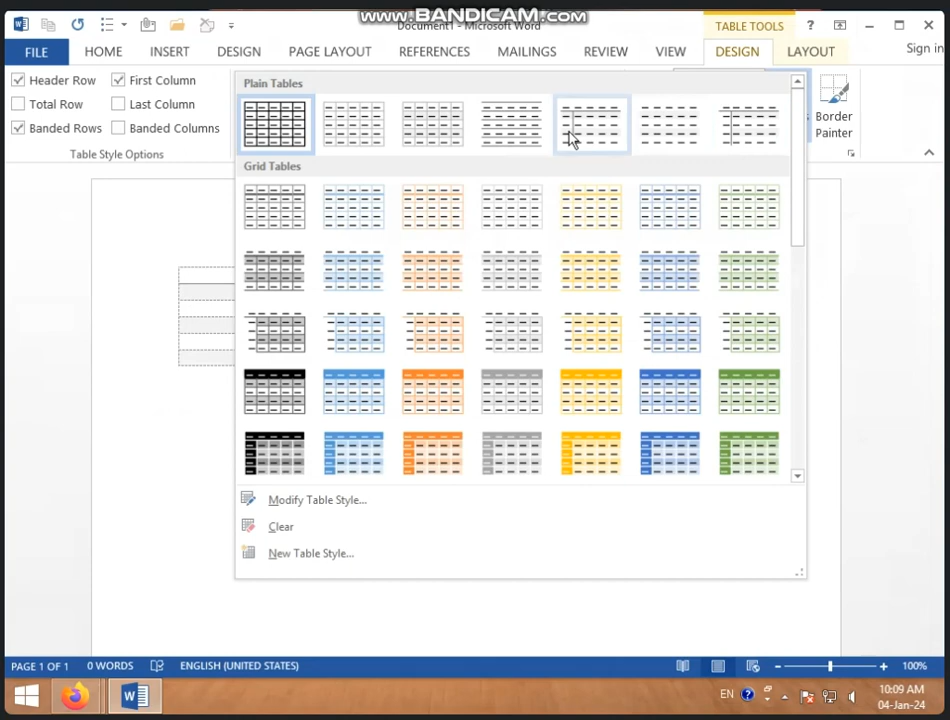 www.BANDICAM.com
Document1 - Microsoft Word
TABLE TOOLS
?
FILE
HOME
INSERT
DESIGN
PAGE LAYOUT
REFERENCES
MAILINGS
REVIEW
VIEW
DESIGN
LAYOUT
Sign in
Header Row
First Column
Total Row
Last Column
Banded Rows
Banded Columns
Table Style Options
Plain Tables
Grid Tables
Border
Painter
Modify Table Style...
Clear
New Table Style...
PAGE 1 OF 1
0 WORDS
ENGLISH (UNITED STATES)
100%
EN
10:09 AM
04-Jan-24